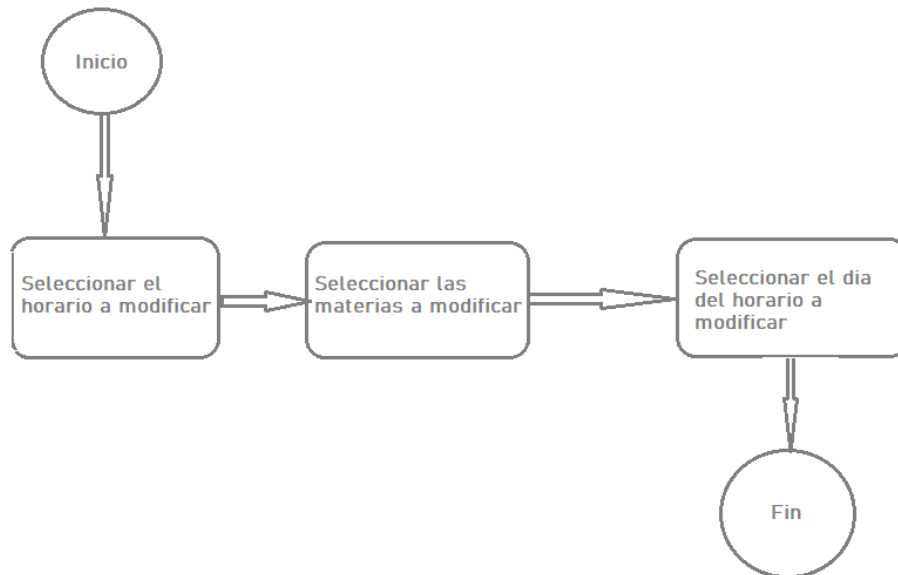 Inicio
Seleccionar el
horario a modificar
Seleccionar las
materias a modificar
Seleccionar el dia
del horario a
modificar
Fin